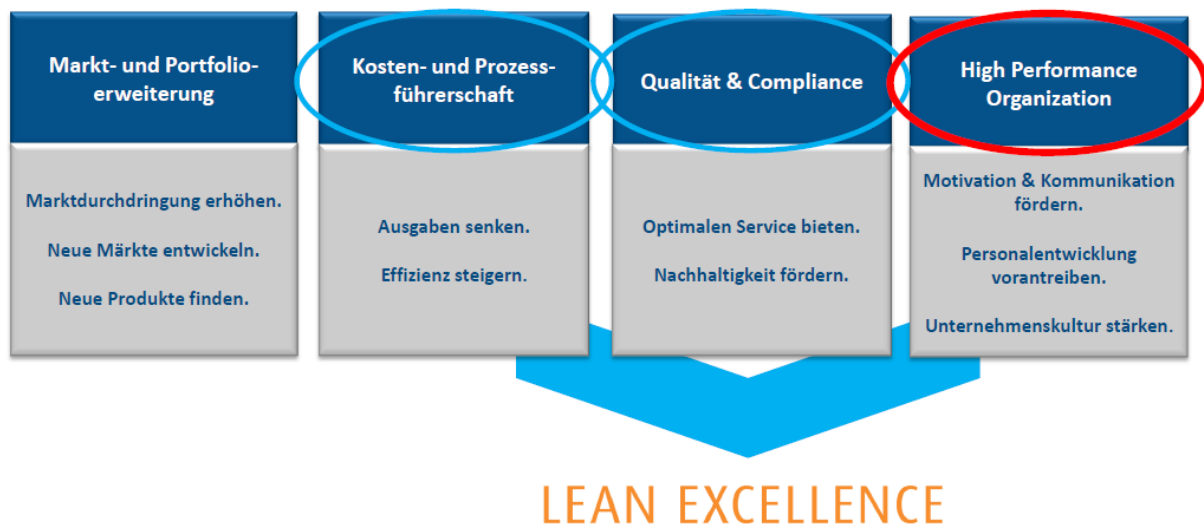 Markt- und Portfolio-
erweiterung
Marktdurchdringung erhöhen.
Neue Märkte entwickeln.
Neue Produkte finden.
Kosten- und Prozess-
führerschaft
Ausgaben senken.
Effizienz steigern.
Qualität & Compliance
Optimalen Service bieten.
Nachhaltigkeit fördern.
High Performance
Organization
Motivation & Kommunikation
fördern.
Personalentwicklung
vorantreiben.
Unternehmenskultur stärken.
LEAN EXCELLENCE